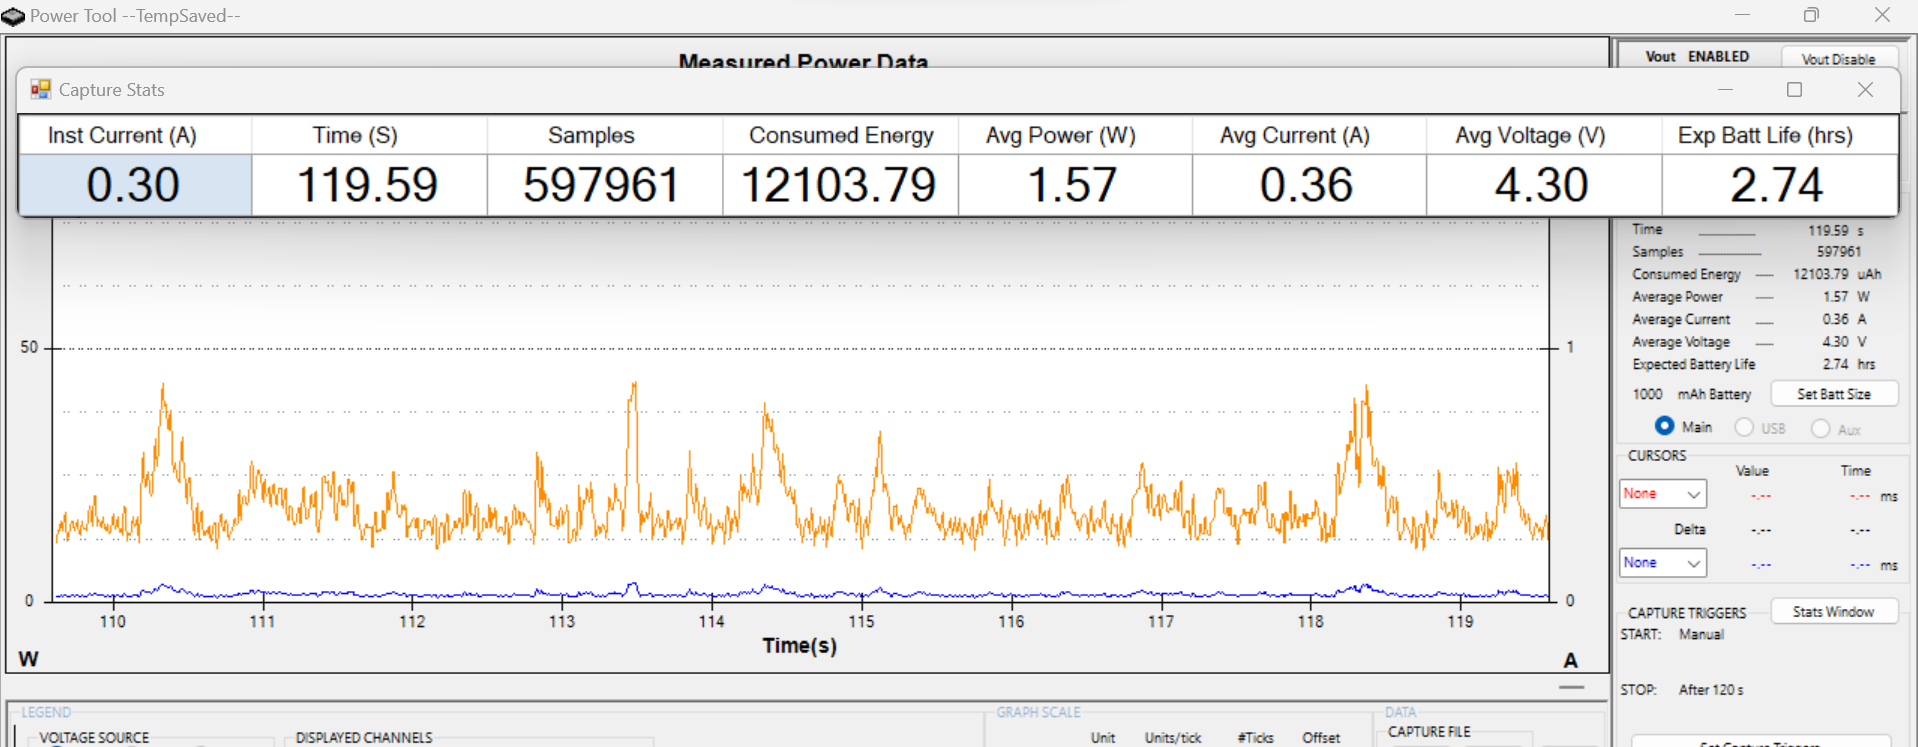 Power Tool --TempSaved--
Measured Power Data
Vout ENABLED
Vout Disable
Capture Stats
Inst Current (A) Time (S) Samples Consumed Energy Avg Power (W) Avg Current (A) Avg Voltage (V) Exp Batt Life (hrs)
0.30 119.59 597961 12103.79 1.57 0.36 4.30 2.74
50
0
1
0
110 111 112 113 114 115 116 117 118 119
Time(s)
W
A
Time 119.59 s
Samples 597961
Consumed Energy 12103.79 uAh
Average Power 1.57 W
Average Current 0.36 A
Average Voltage 4.30 V
Expected Battery Life 2.74 hrs
1000 mAh Battery Set Batt Size
Main USB Aux
CURSORS
Value Time
None -.-- -.-- ms
Delta -.-- -.--
None -.-- -.-- ms
CAPTURE TRIGGERS Stats Window
START: Manual
STOP: After 120 s
Set Capture Triggers
LEGEND
VOLTAGE SOURCE
DISPLAYED CHANNELS
GRAPH SCALE
Unit Units/tick #Ticks Offset
DATA
CAPTURE FILE